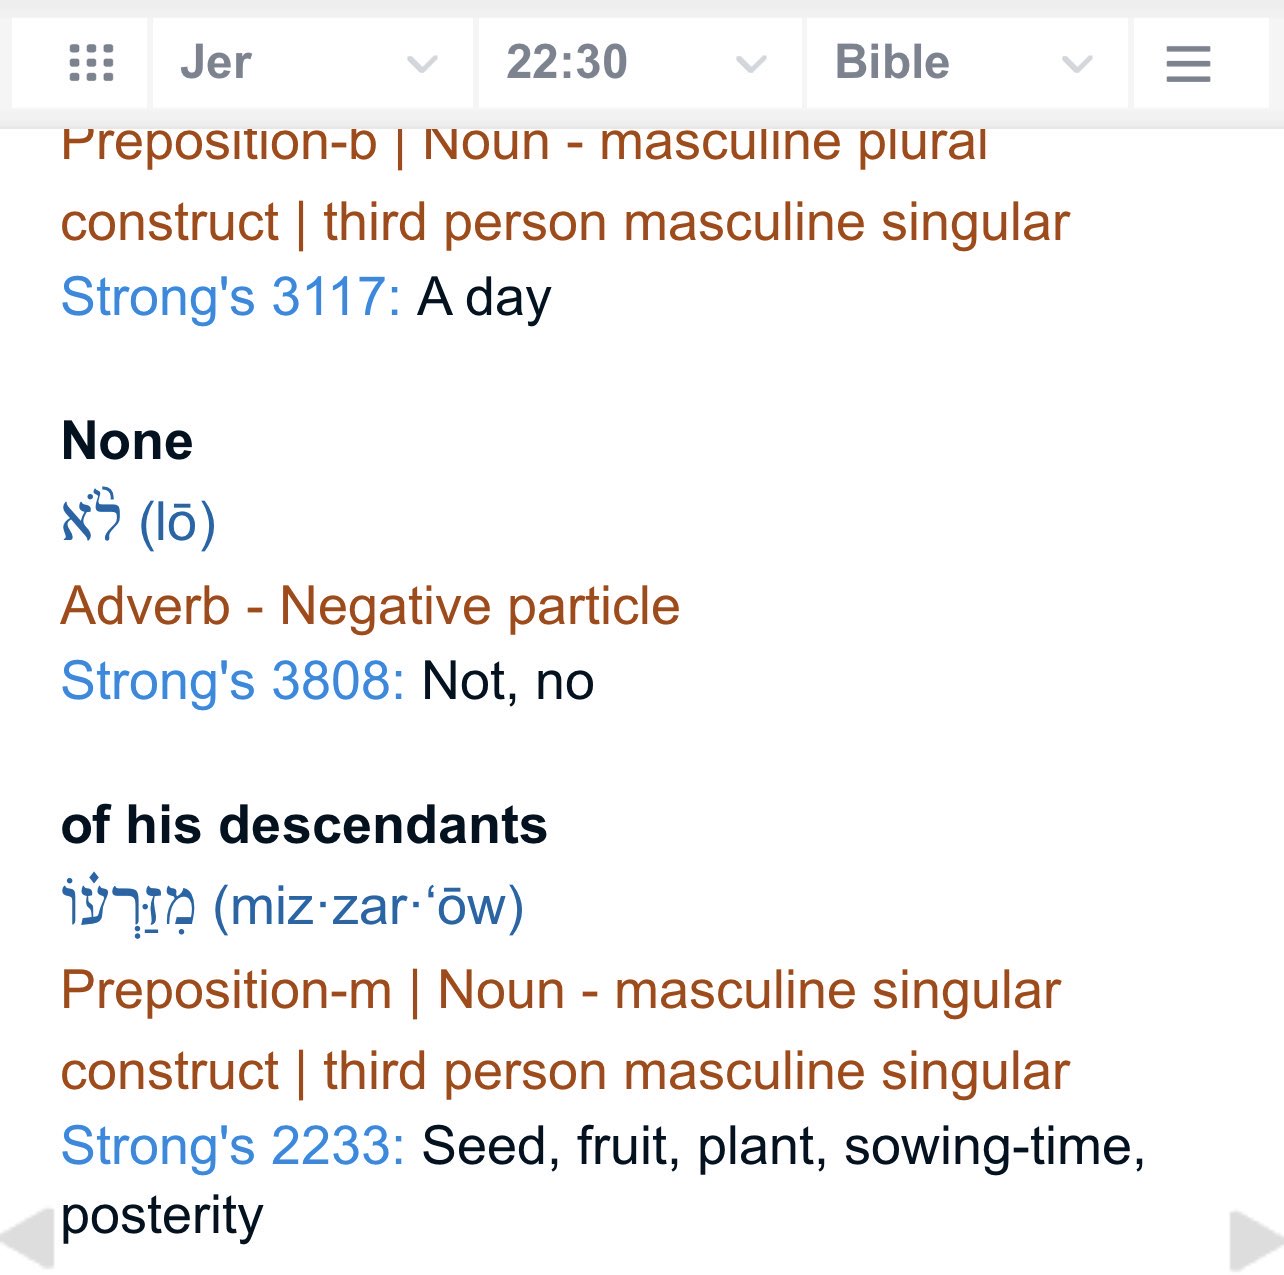 Jer 22:30 Bible
Preposition-b | Noun - masculine plural
construct | third person masculine singular
Strong's 3117: A day
None
לֹ֨א (lō)
Adverb - Negative particle
Strong's 3808: Not, no
of his descendants
מִזַּרְע֗וֹ (miz·zar·‘ōw)
Preposition-m | Noun - masculine singular
construct | third person masculine singular
Strong's 2233: Seed, fruit, plant, sowing-time,
posterity